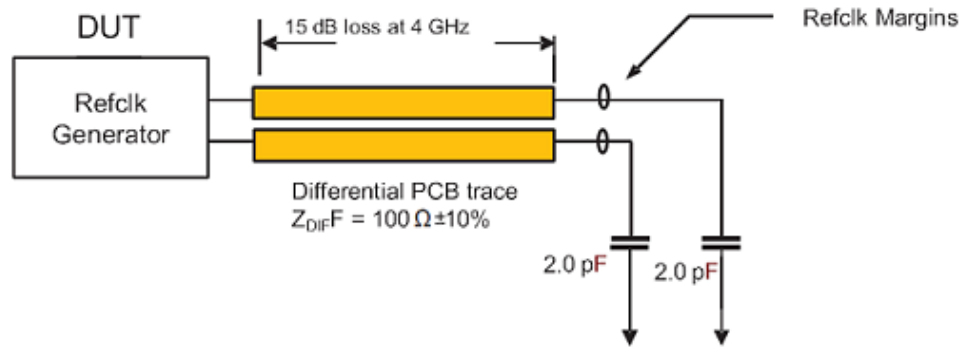 DUT
15 dB loss at 4 GHz
Refclk Margins
Refclk
Generator
Differential PCB trace
Z_DIFF = 100 Ω±10%
2.0 pF
2.0 pF